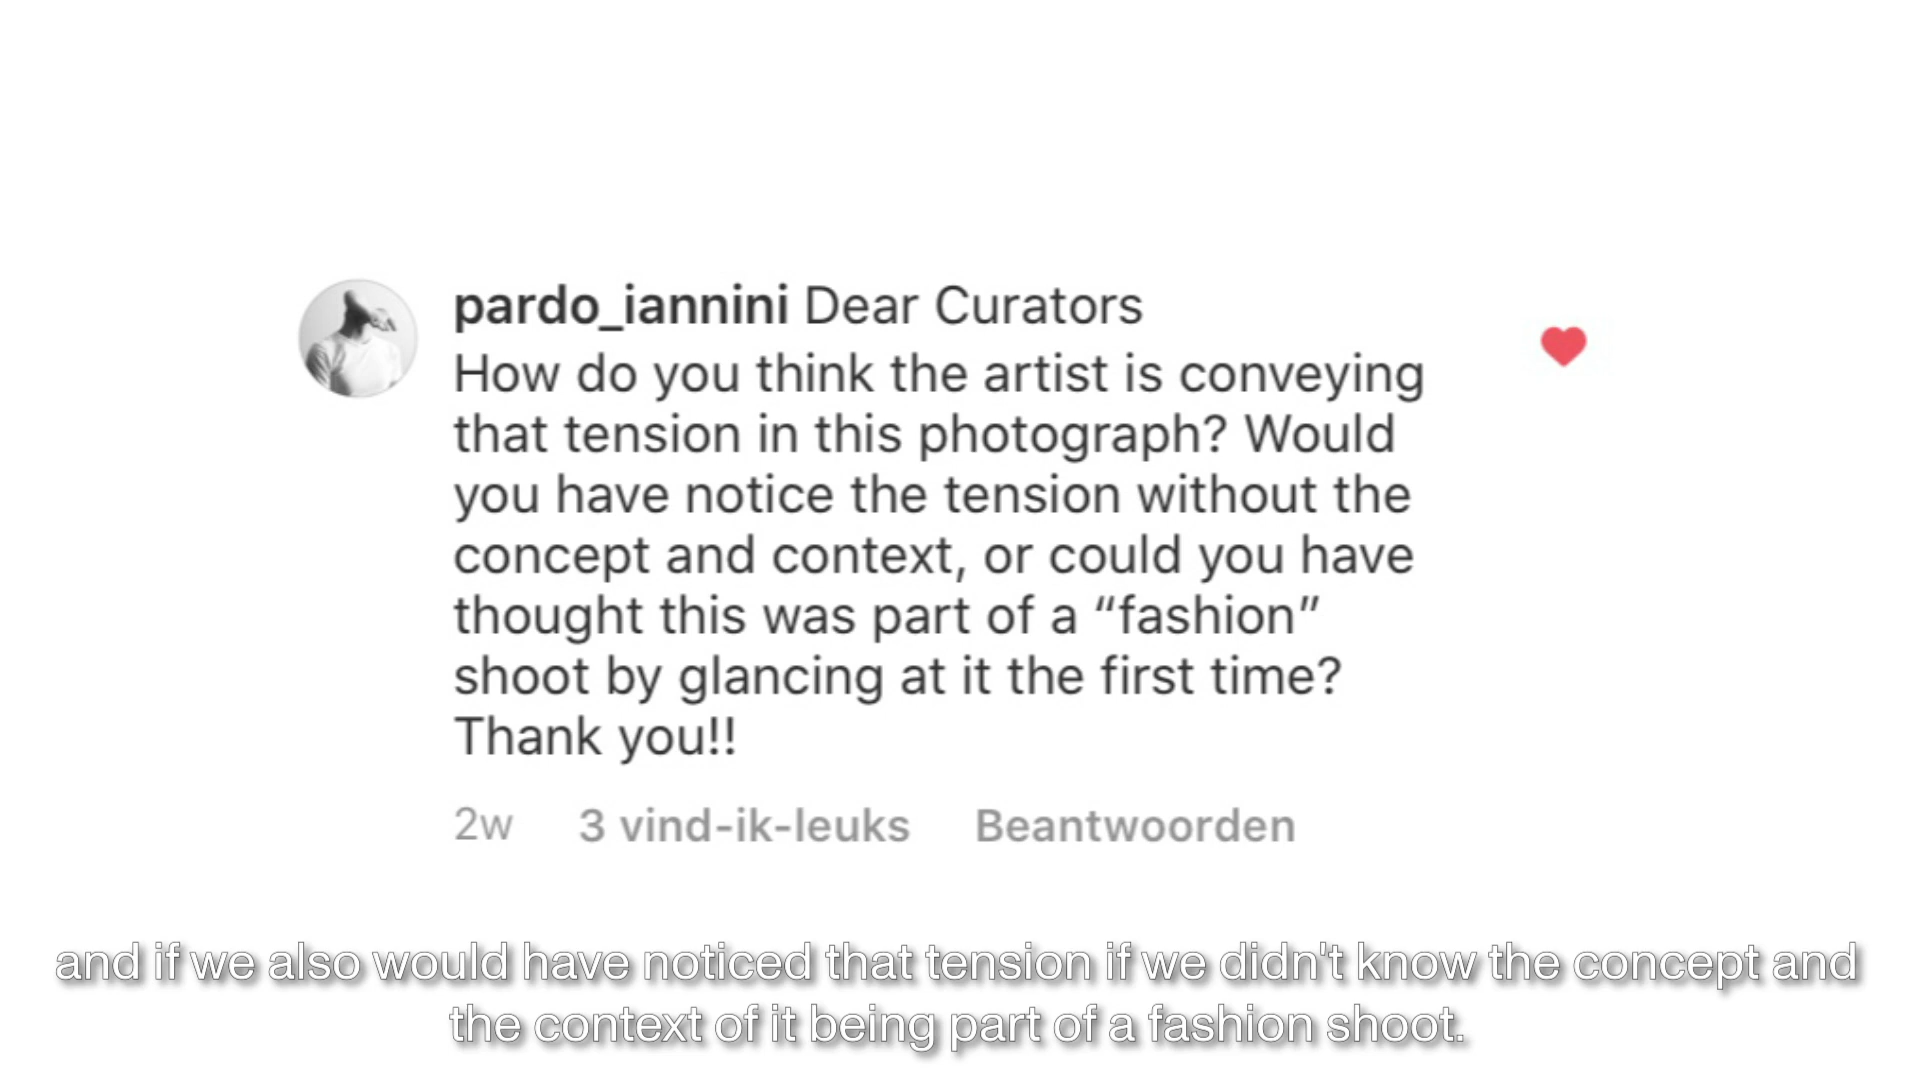 pardo_iannini Dear Curators
How do you think the artist is conveying
that tension in this photograph? Would
you have notice the tension without the
concept and context, or could you have
thought this was part of a “fashion”
shoot by glancing at it the first time?
Thank you!!
2w 3 vind-ik-leuks Beantwoorden
and if we also would have noticed that tension if we didn't know the concept and
the context of it being part of a fashion shoot.